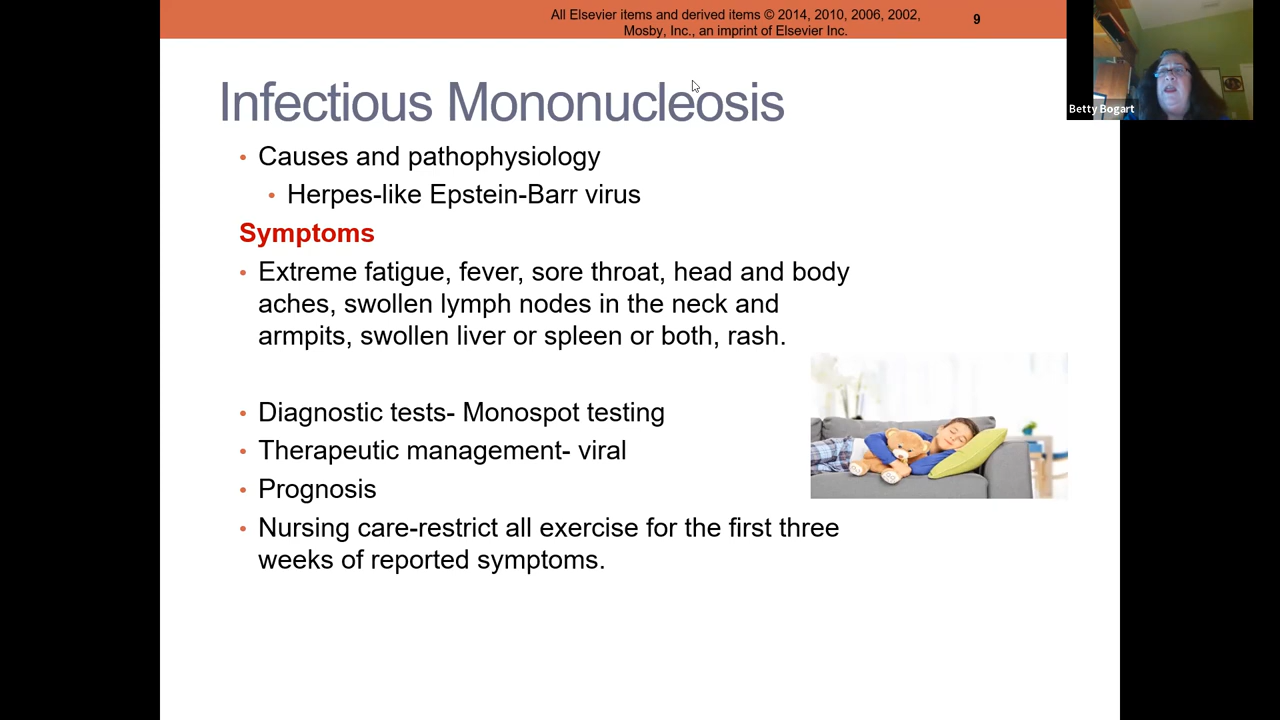 All Elsevier items and derived items © 2014, 2010, 2006, 2002,
Mosby, Inc., an imprint of Elsevier Inc.
9
Betty Bogart
Infectious Mononucleosis
• Causes and pathophysiology
• Herpes-like Epstein-Barr virus
Symptoms
• Extreme fatigue, fever, sore throat, head and body
aches, swollen lymph nodes in the neck and
armpits, swollen liver or spleen or both, rash.
• Diagnostic tests- Monospot testing
• Therapeutic management- viral
• Prognosis
• Nursing care-restrict all exercise for the first three
weeks of reported symptoms.